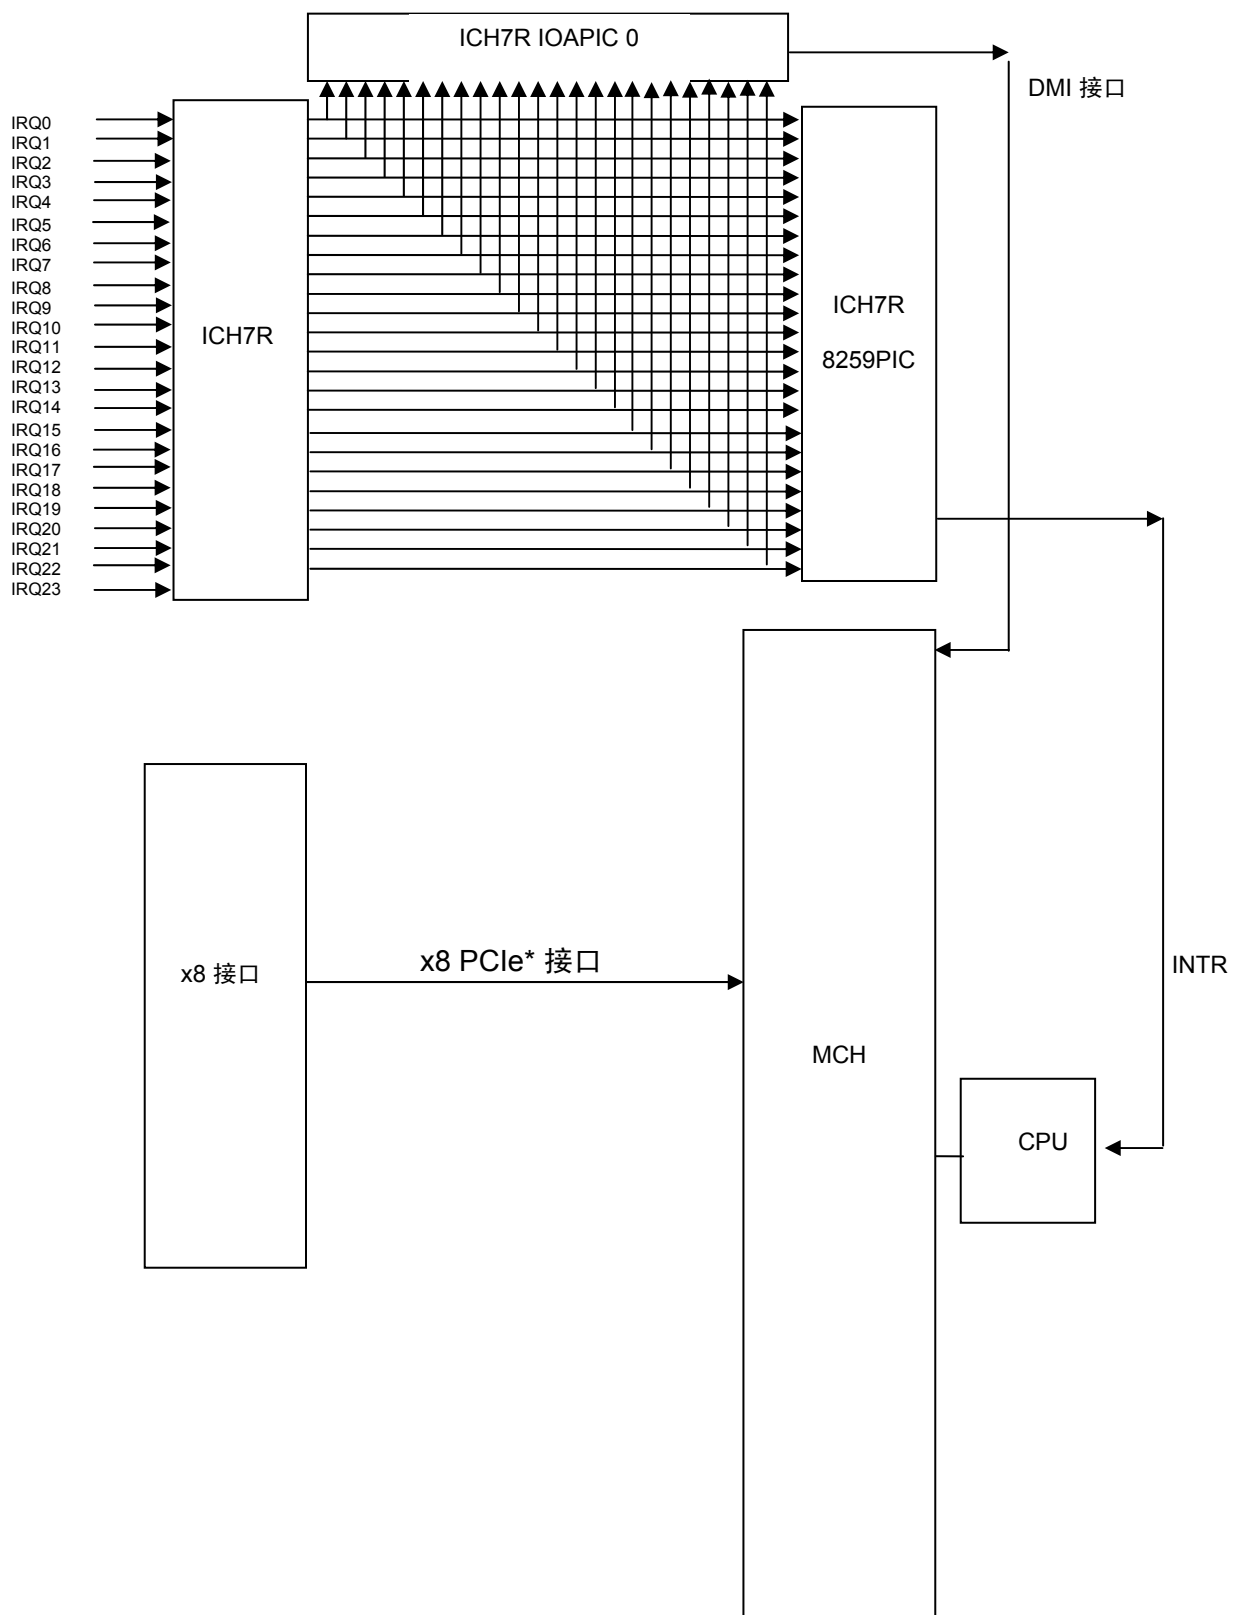 ICH7R IOAPIC 0
DMI 接口
IRQ0
IRQ1
IRQ2
IRQ3
IRQ4
IRQ5
IRQ6
IRQ7
IRQ8
IRQ9
IRQ10
IRQ11
IRQ12
IRQ13
IRQ14
IRQ15
IRQ16
IRQ17
IRQ18
IRQ19
IRQ20
IRQ21
IRQ22
IRQ23
ICH7R
ICH7R
8259PIC
x8 接口
x8 PCIe* 接口
MCH
INTR
CPU